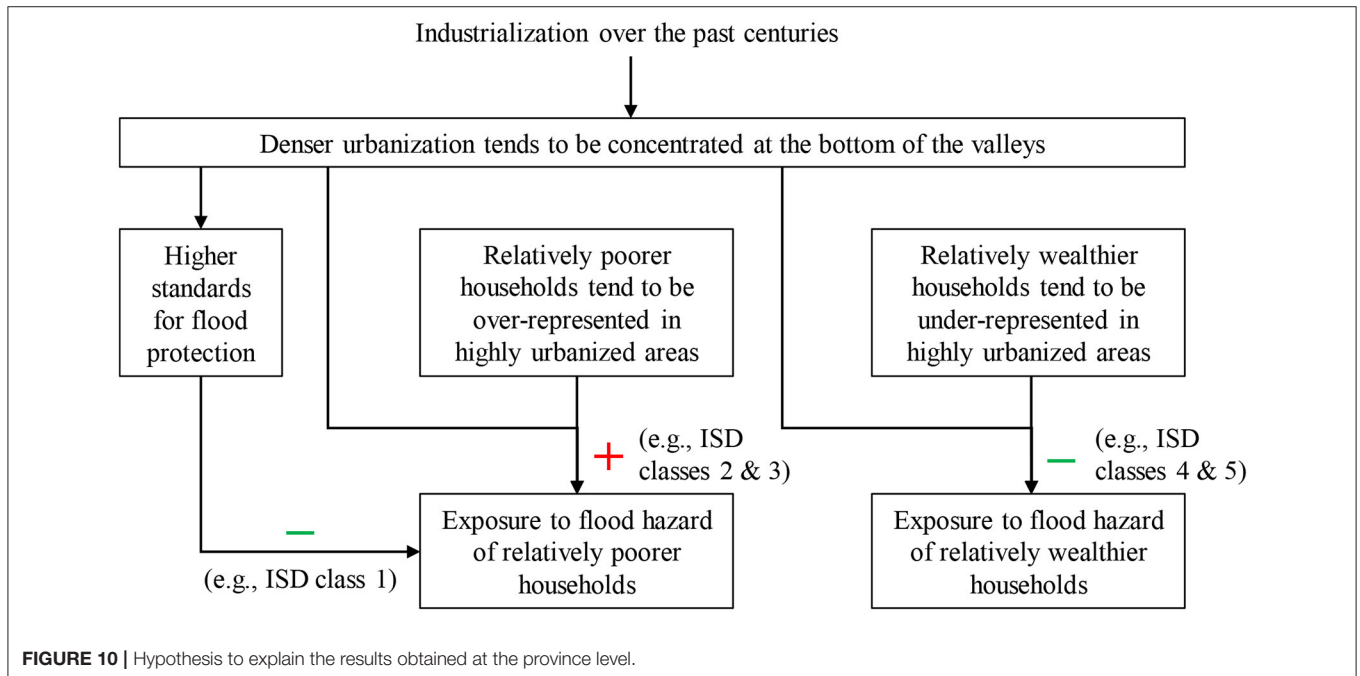 Industrialization over the past centuries
Denser urbanization tends to be concentrated at the bottom of the valleys
Higher
standards
for flood
protection
Relatively poorer
households tend to be
over-represented in
highly urbanized areas
Relatively wealthier
households tend to be
under-represented in
highly urbanized areas
+
(e.g., ISD
classes 2 & 3)
−
(e.g., ISD
classes 4 & 5)
−
(e.g., ISD class 1)
Exposure to flood hazard
of relatively poorer
households
Exposure to flood hazard
of relatively wealthier
households
FIGURE 10 | Hypothesis to explain the results obtained at the province level.